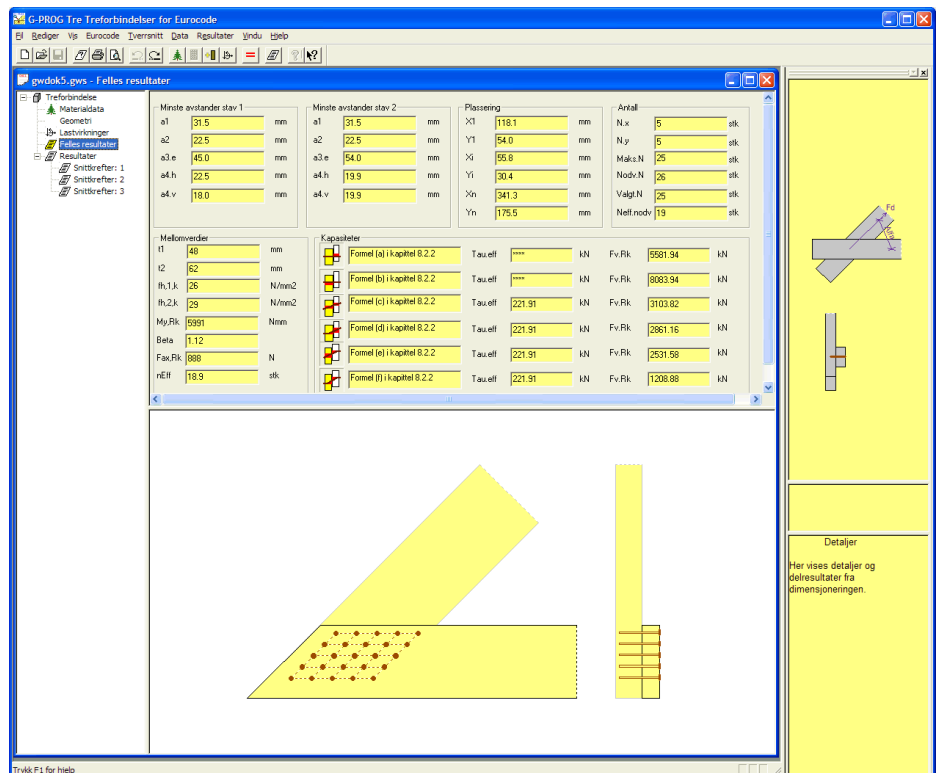 G-PROG Tre Treforbindelser for Eurocode
Fil Rediger Vis Eurocode Tverrsnitt Data Resultater Vindu Hjelp
gwdok5.gws - Felles resultater
Treforbindelse
Materialdata
Geometri
Lastvirkninger
Felles resultater
Resultater
Snittkrefter: 1
Snittkrefter: 2
Snittkrefter: 3
Minste avstander stav 1
a1 31.5 mm
a2 22.5 mm
a3.e 45.0 mm
a4.h 22.5 mm
a4.v 18.0 mm
Minste avstander stav 2
a1 31.5 mm
a2 22.5 mm
a3.e 54.0 mm
a4.h 19.9 mm
a4.v 19.9 mm
Plassering
X1 118.1 mm
Y1 54.0 mm
Xi 55.8 mm
Yi 30.4 mm
Xn 341.3 mm
Yn 175.5 mm
Antall
N.x 5 stk
N.y 5 stk
Maks.N 25 stk
Nodv.N 26 stk
Valgt.N 25 stk
Neff.nodv 19 stk
Mellomverdier
t1 48 mm
t2 62 mm
fh,1,k 26 N/mm2
fh,2,k 29 N/mm2
My,Rk 5991 Nmm
Beta 1.12
Fax,Rk 888 N
nEff 18.9 stk
Kapasiteter
Formel (a) i kapittel 8.2.2 Tau.eff **** kN Fv.Rk 5581.94 kN
Formel (b) i kapittel 8.2.2 Tau.eff **** kN Fv.Rk 8083.94 kN
Formel (c) i kapittel 8.2.2 Tau.eff 221.91 kN Fv.Rk 3103.82 kN
Formel (d) i kapittel 8.2.2 Tau.eff 221.91 kN Fv.Rk 2861.16 kN
Formel (e) i kapittel 8.2.2 Tau.eff 221.91 kN Fv.Rk 2531.58 kN
Formel (f) i kapittel 8.2.2 Tau.eff 221.91 kN Fv.Rk 1208.88 kN
Fd
Alfa
Detaljer
Her vises detaljer og
delresultater fra
dimensjoneringen.
Trykk F1 for hjelp